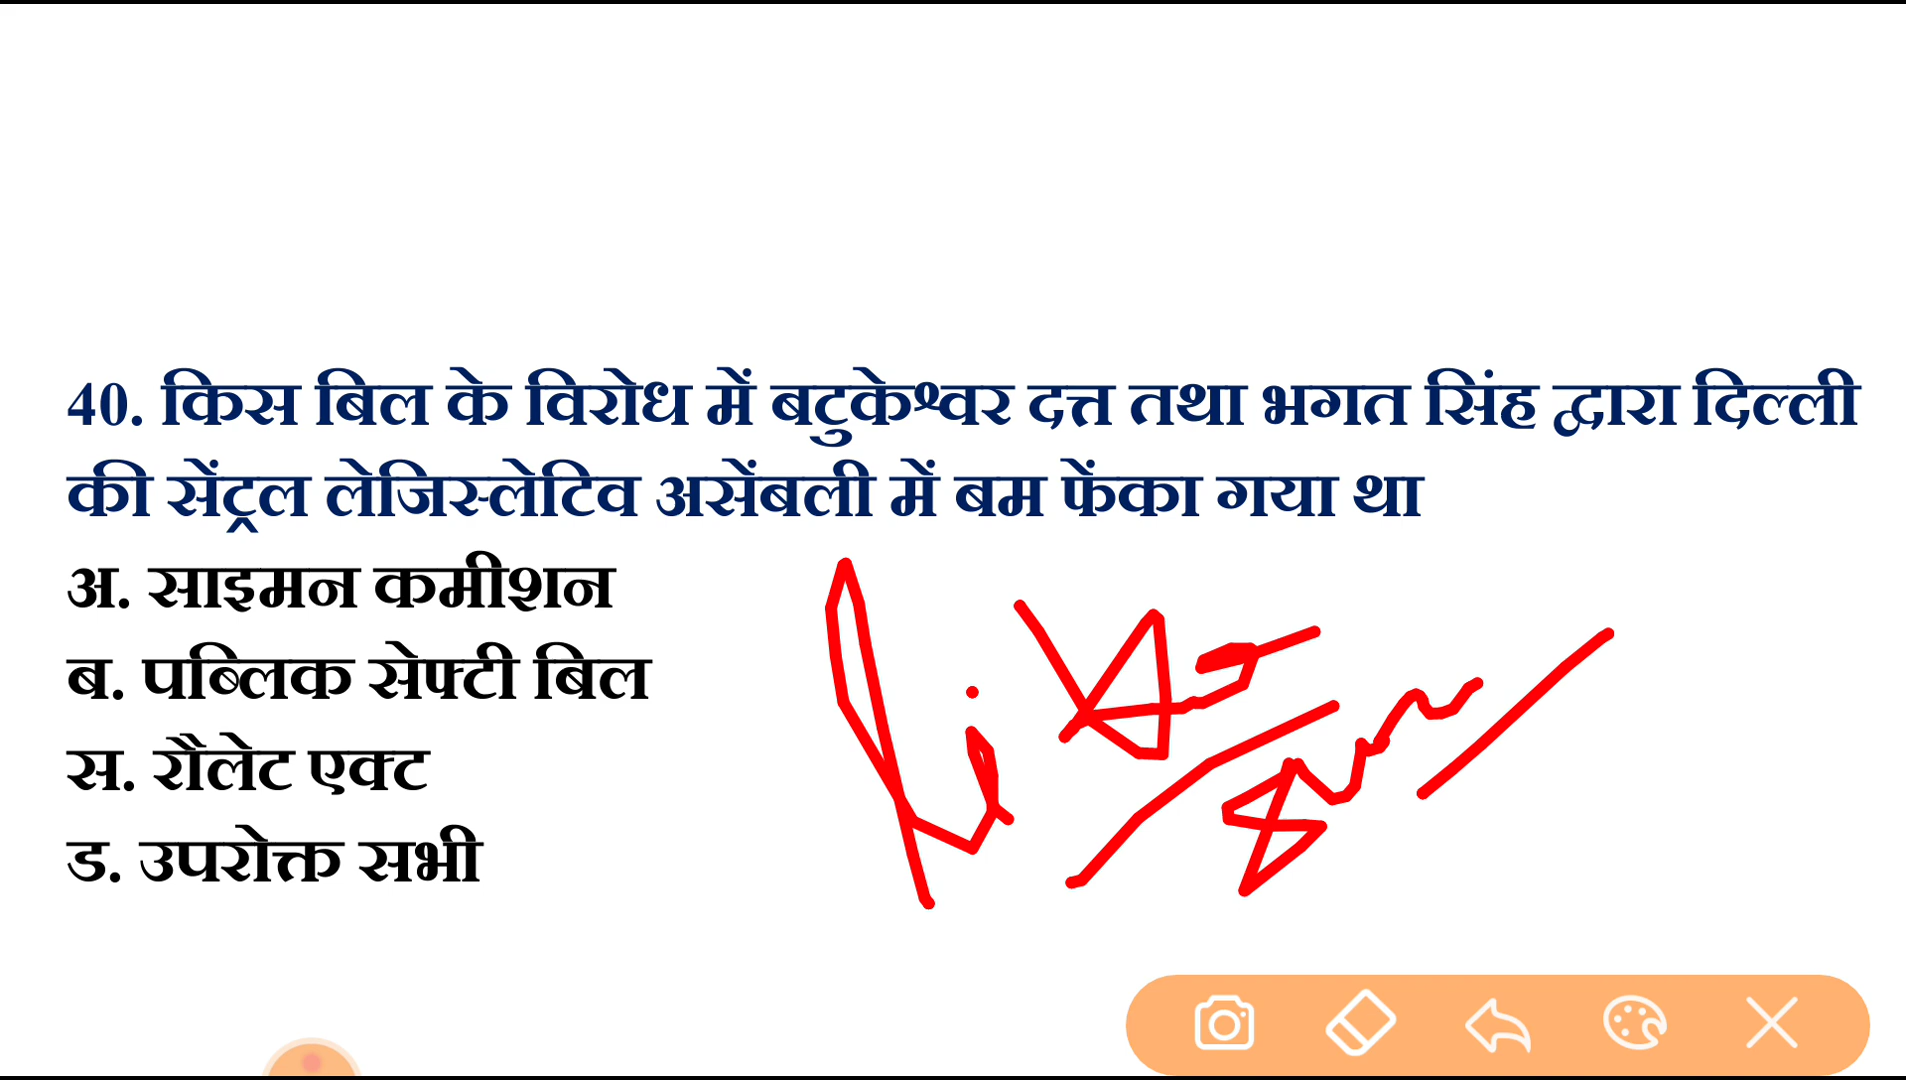 40. किस बिल के विरोध में बटुकेश्वर दत्त तथा भगत सिंह द्वारा दिल्ली
की सेंट्रल लेजिस्लेटिव असेंबली में बम फेंका गया था
अ. साइमन कमीशन
ब. पब्लिक सेफ्टी बिल
स. रौलेट एक्ट
ड. उपरोक्त सभी